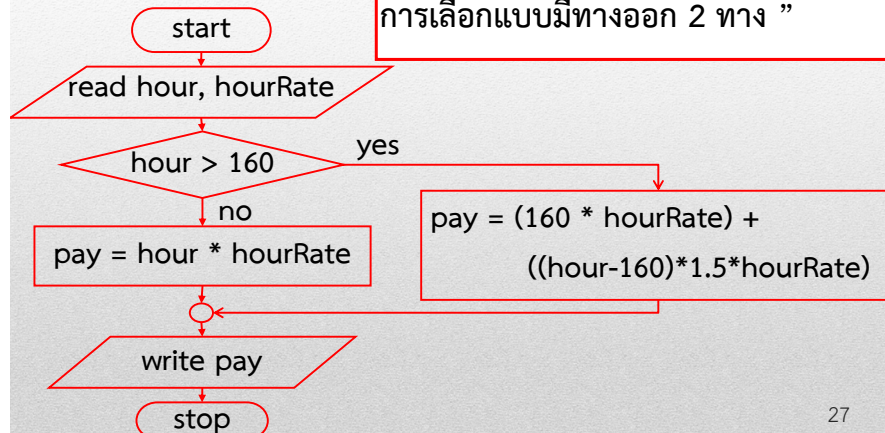 การเลือกแบบมีทางออก 2 ทาง ”
start
read hour, hourRate
hour > 160
yes
no
pay = hour * hourRate
pay = (160 * hourRate) +
((hour-160)*1.5*hourRate)
write pay
stop
27